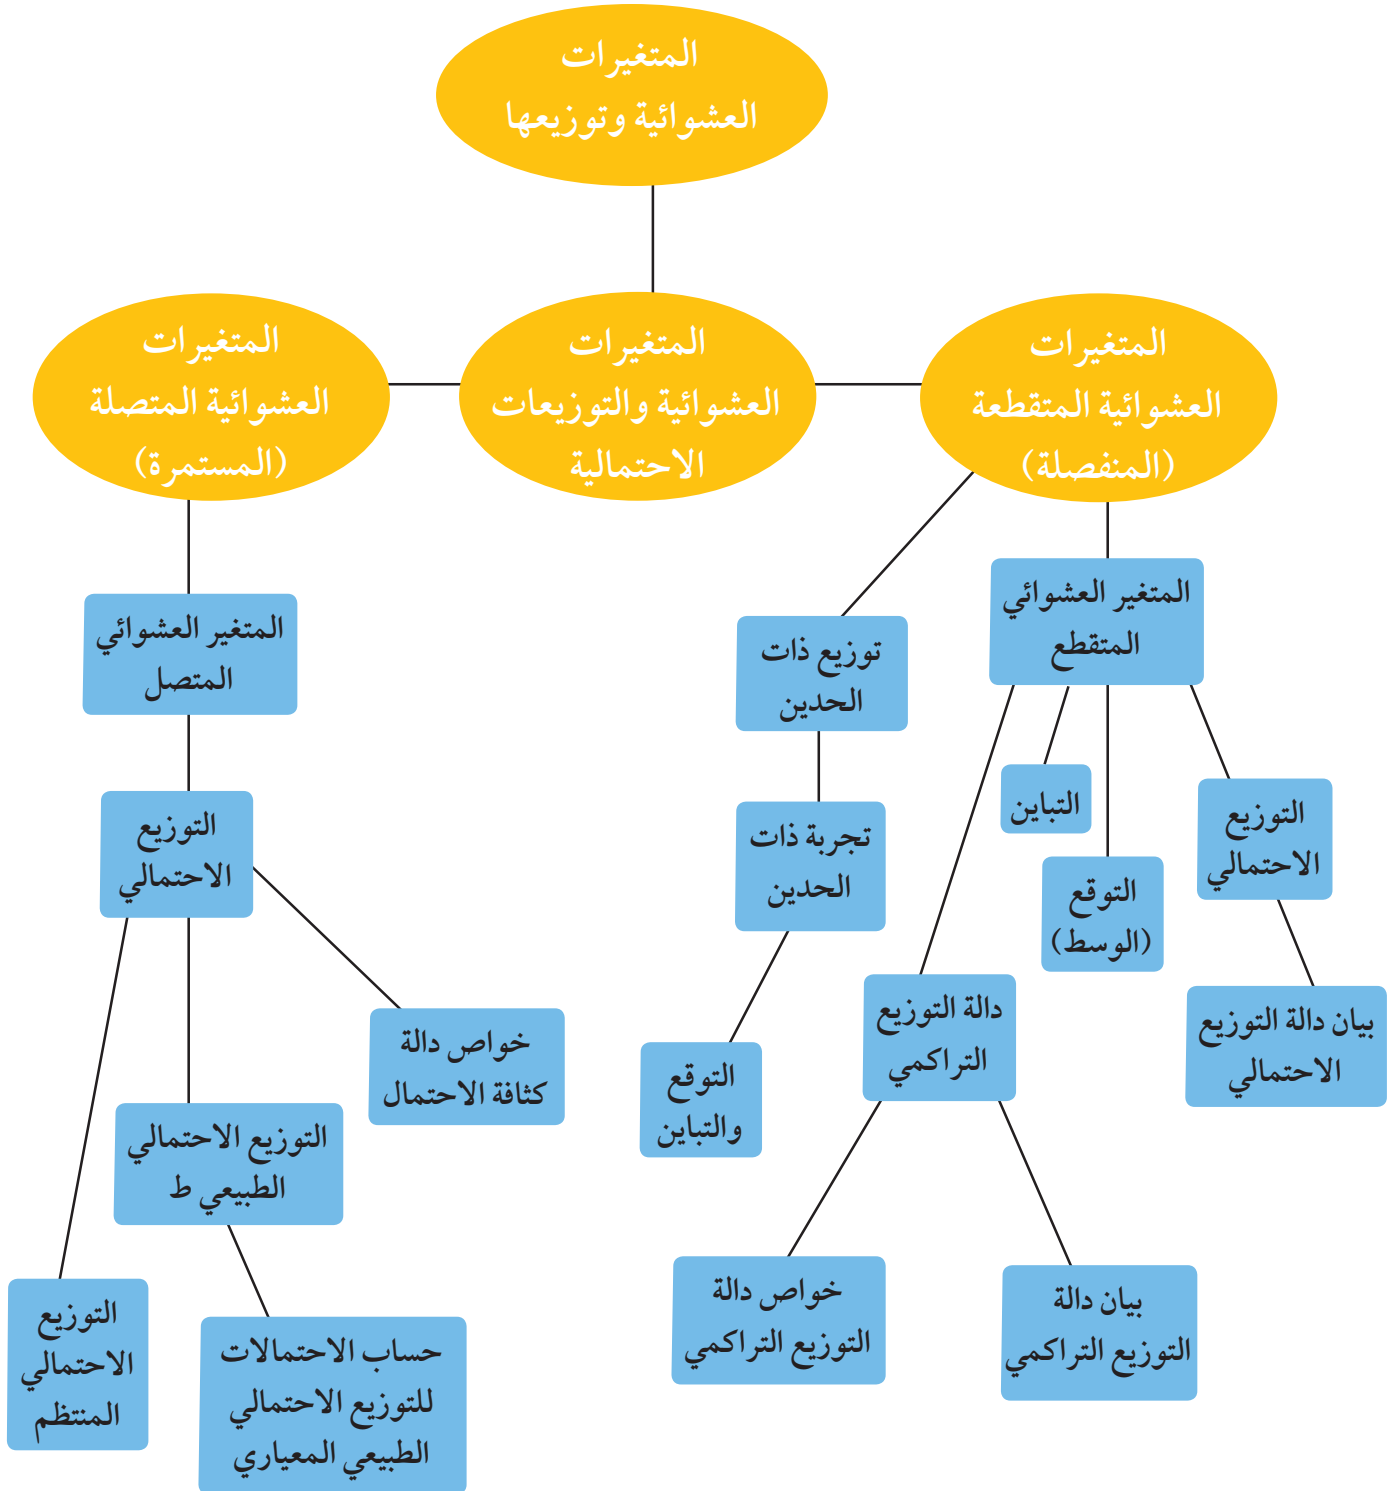 المتغيرات
العشوائية وتوزيعها
المتغيرات
العشوائية المتقطعة
(المنفصلة)
المتغيرات
العشوائية والتوزيعات
الاحتمالية
المتغيرات
العشوائية المتصلة
(المستمرة)
المتغير العشوائي
المتقطع
توزيع ذات
الحدين
المتغير العشوائي
المتصل
التوزيع
الاحتمالي
التباين
التوقع
(الوسط)
تجربة ذات
الحدين
التوزيع
الاحتمالي
بيان دالة التوزيع
الاحتمالي
دالة التوزيع
التراكمي
التوقع
والتباين
خواص دالة
كثافة الاحتمال
التوزيع الاحتمالي
الطبيعي ط
بيان دالة
التوزيع التراكمي
خواص دالة
التوزيع التراكمي
حساب الاحتمالات
للتوزيع الاحتمالي
الطبيعي المعياري
التوزيع
الاحتمالي
المنتظم